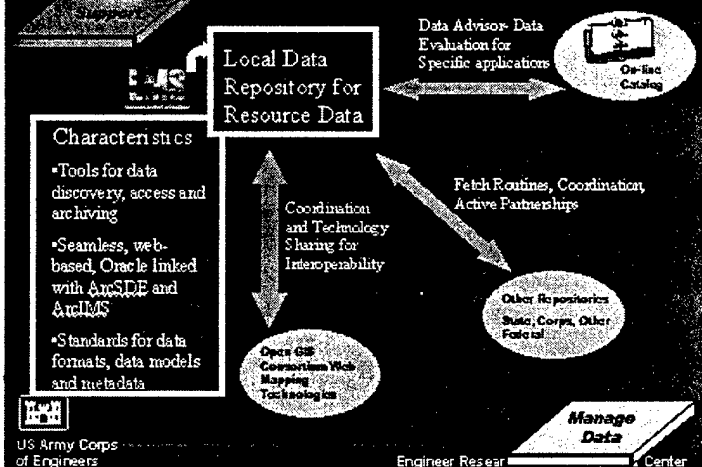 Local Data
Repository for
Resource Data
Data Advisor- Data
Evaluation for
Specific applications
On-line
Catalog
Characteristics
•Tools for data
discovery, access and
archiving
•Seamless, web-
based, Oracle linked
with ArcSDE and
ArcIMS
•Standards for data
formats, data models
and metadata
Coordination
and Technology
Sharing for
Interoperability
Fetch Routines, Coordination,
Active Partnerships
Other Repositories
State, Corps, Other
Federal
Open GIS
Consortium Web
Mapping
Technologies
US Army Corps
of Engineers
Manage
Data
Engineer Resear
Center